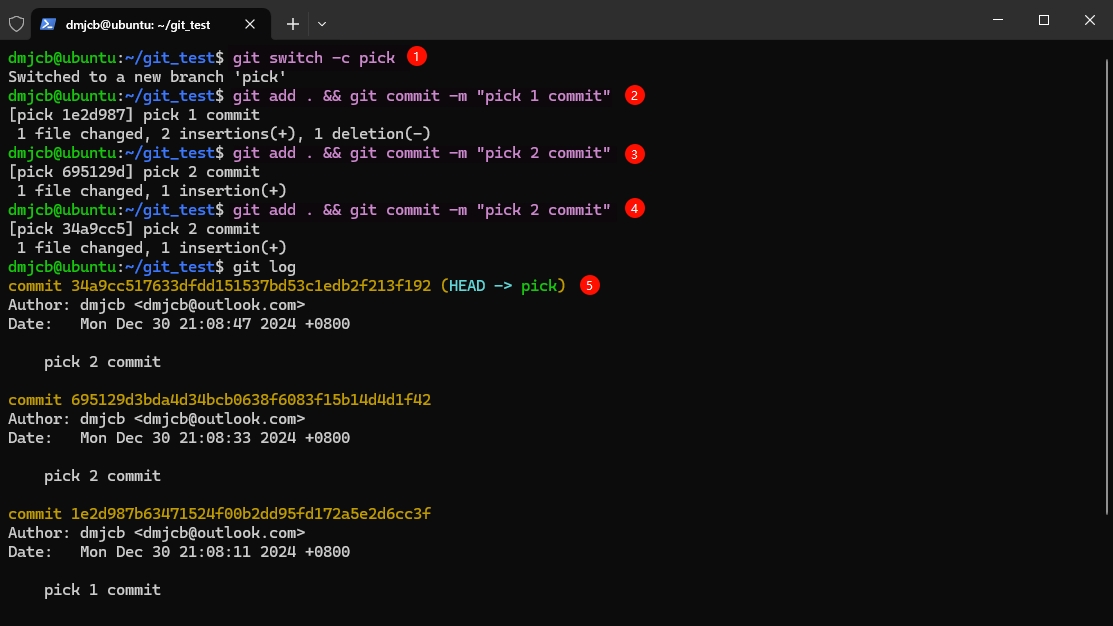 dmjcb@ubuntu: ~/git_test
dmjcb@ubuntu:~/git_test$ git switch -c pick 1
Switched to a new branch 'pick'
dmjcb@ubuntu:~/git_test$ git add . && git commit -m "pick 1 commit" 2
[pick 1e2d987] pick 1 commit
 1 file changed, 2 insertions(+), 1 deletion(-)
dmjcb@ubuntu:~/git_test$ git add . && git commit -m "pick 2 commit" 3
[pick 695129d] pick 2 commit
 1 file changed, 1 insertion(+)
dmjcb@ubuntu:~/git_test$ git add . && git commit -m "pick 2 commit" 4
[pick 34a9cc5] pick 2 commit
 1 file changed, 1 insertion(+)
dmjcb@ubuntu:~/git_test$ git log
commit 34a9cc517633dfdd151537bd53c1edb2f213f192 (HEAD -> pick) 5
Author: dmjcb <dmjcb@outlook.com>
Date:   Mon Dec 30 21:08:47 2024 +0800
    pick 2 commit
commit 695129d3bda4d34bcb0638f6083f15b14d4d1f42
Author: dmjcb <dmjcb@outlook.com>
Date:   Mon Dec 30 21:08:33 2024 +0800
    pick 2 commit
commit 1e2d987b63471524f00b2dd95fd172a5e2d6cc3f
Author: dmjcb <dmjcb@outlook.com>
Date:   Mon Dec 30 21:08:11 2024 +0800
    pick 1 commit